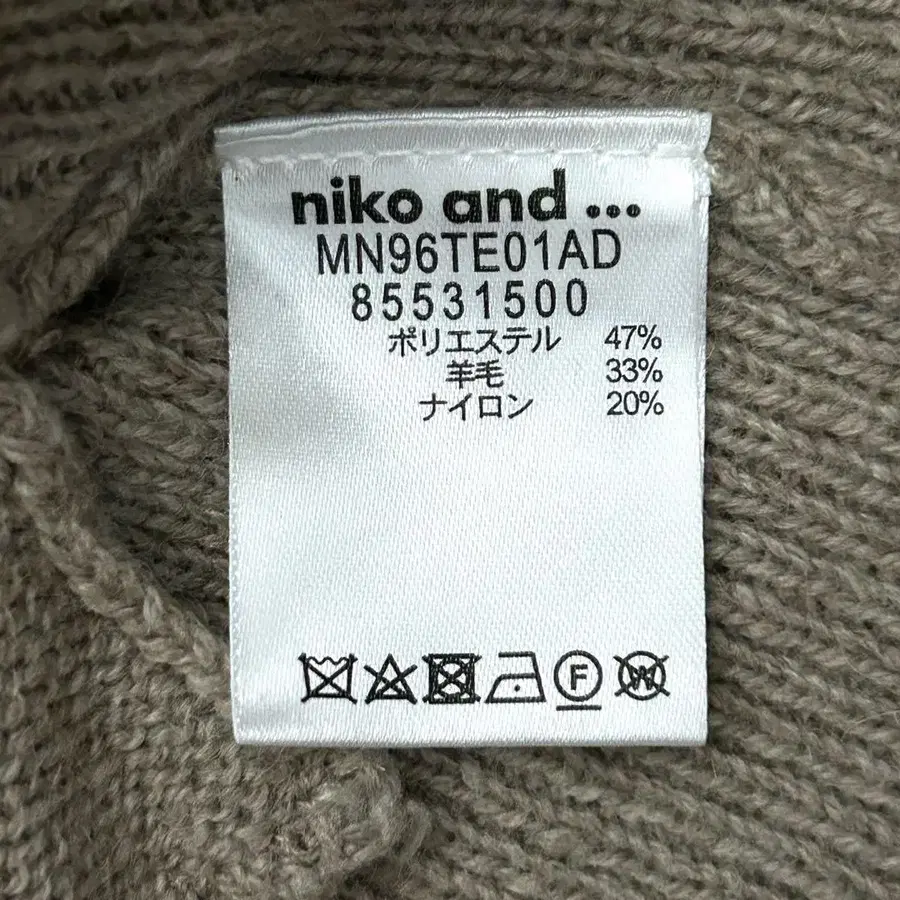 niko and ...
MN96TE01AD
85531500
ポリエステル 47%
羊毛 33%
ナイロン 20%
F W